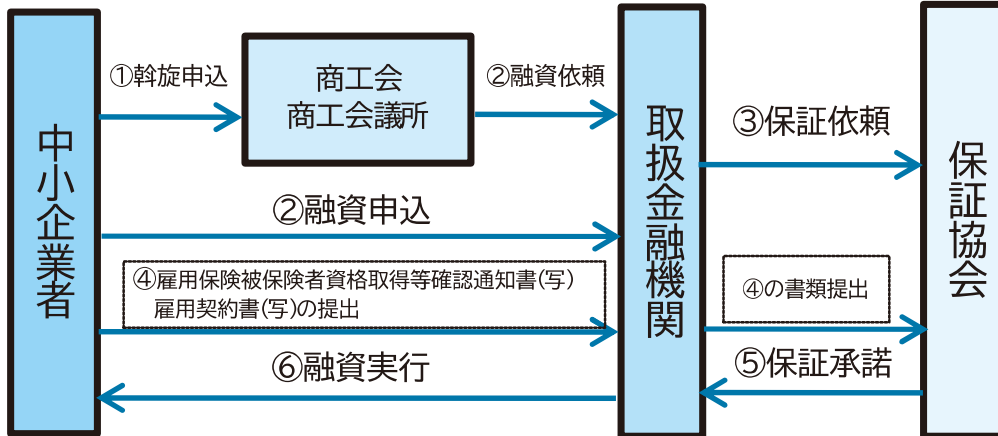 中小企業者
①斡旋申込
商工会
商工会議所
②融資依頼
取扱金融機関
③保証依頼
保証協会
②融資申込
④雇用保険被保険者資格取得等確認通知書(写)
雇用契約書(写)の提出
④の書類提出
⑤保証承諾
⑥融資実行